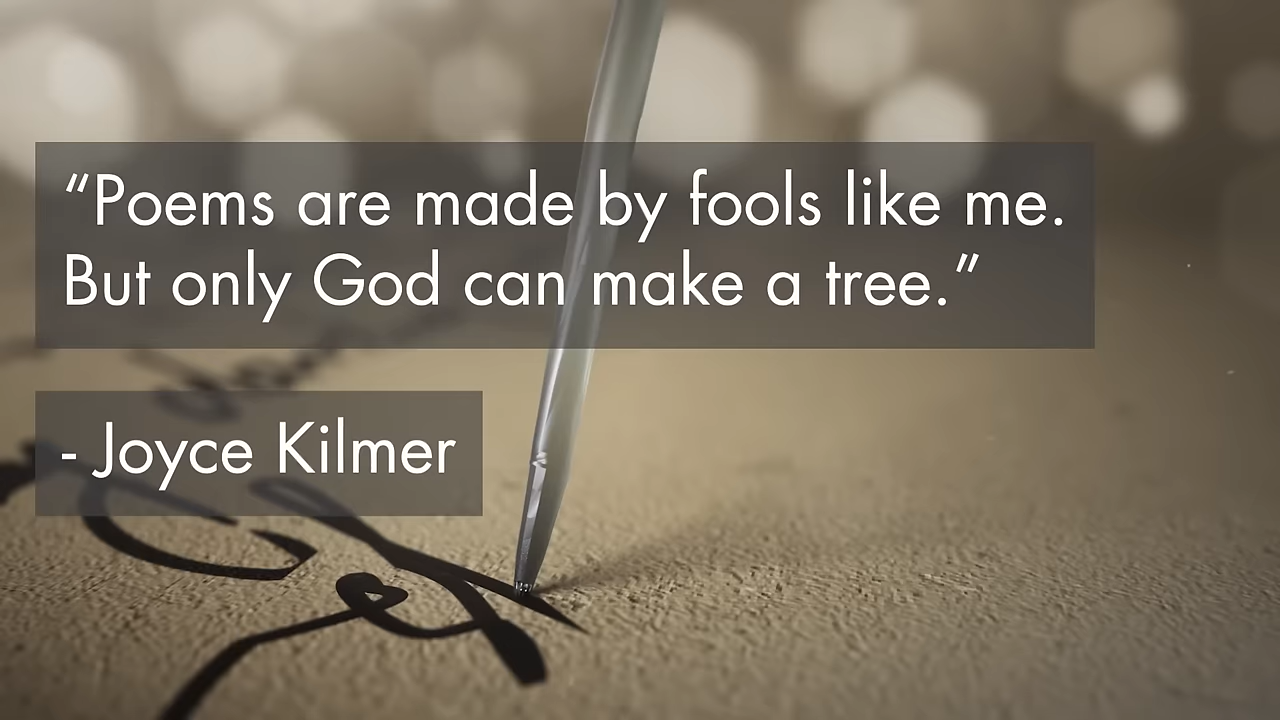 “Poems are made by fools like me.
But only God can make a tree.”
- Joyce Kilmer